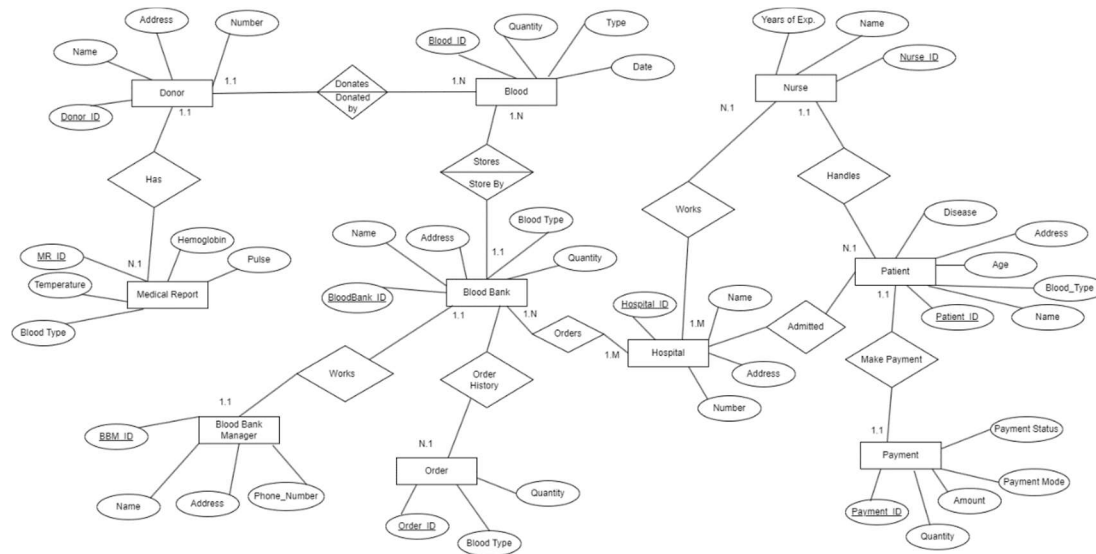 Address
Number
Name
Donor
Donor_ID
1.1
1.1
Donates
Donated
by
Blood_ID
Quantity
Type
Date
1.N
Blood
1.N
Years of Exp.
Name
Nurse_ID
Nurse
N.1
1.1
Has
Stores
Store By
Works
Handles
MR_ID
Hemoglobin
Pulse
Temperature
N.1
Medical Report
Blood Type
Name
Address
Blood Type
Quantity
1.1
Blood Bank
BloodBank_ID
1.1
1.N
Orders
1.M
Hospital_ID
Name
1.M
Hospital
Address
Number
Admitted
Disease
Address
Age
Blood_Type
Name
Patient_ID
N.1
Patient
1.1
Make Payment
1.1
Works
1.1
BBM_ID
Blood Bank
Manager
Name
Address
Phone_Number
Order
History
N.1
Order
Quantity
Order_ID
Blood Type
Payment
Payment Status
Payment Mode
Amount
Payment_ID
Quantity